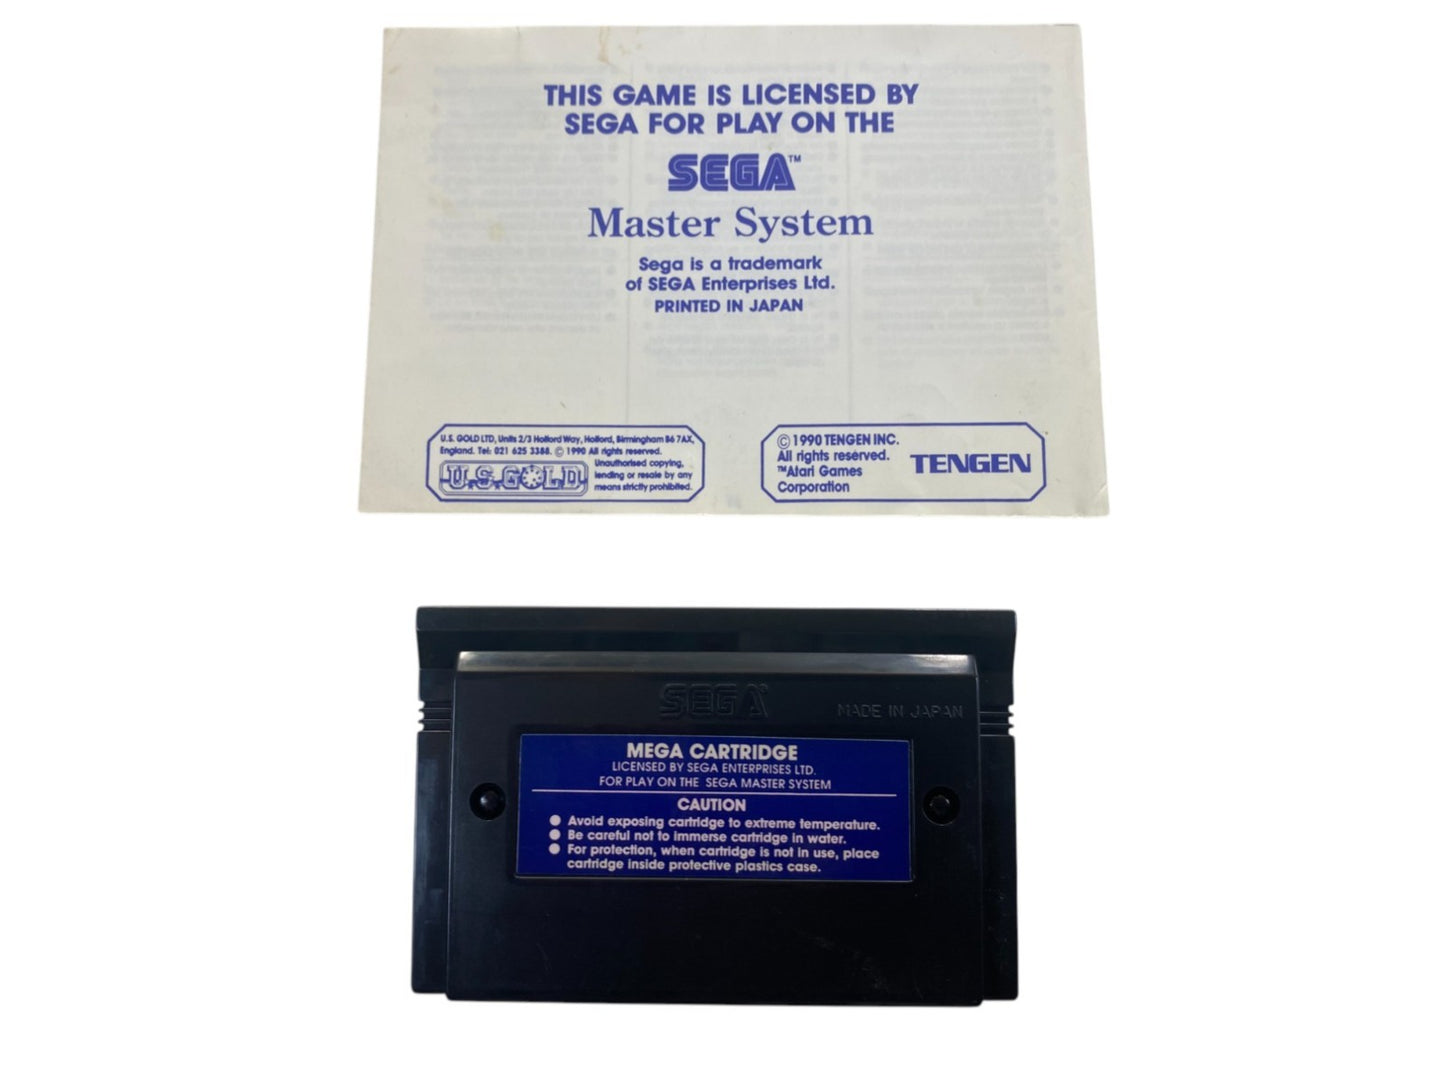 THIS GAME IS LICENSED BY
SEGA FOR PLAY ON THE
SEGA™
Master System
Sega is a trademark
of SEGA Enterprises Ltd.
PRINTED IN JAPAN
U.S. GOLD LTD, Units 2/3 Holford Way, Holford, Birmingham B6 7AX,
England. Tel: 021 625 3388. © 1990 All rights reserved.
U.S. GOLD
Unauthorised copying,
lending or resale by any
means strictly prohibited.
© 1990 TENGEN INC.
All rights reserved.
™Atari Games
Corporation
TENGEN
SEGA®
MADE IN JAPAN
MEGA CARTRIDGE
LICENSED BY SEGA ENTERPRISES LTD.
FOR PLAY ON THE SEGA MASTER SYSTEM
CAUTION
● Avoid exposing cartridge to extreme temperature.
● Be careful not to immerse cartridge in water.
● For protection, when cartridge is not in use, place
cartridge inside protective plastics case.